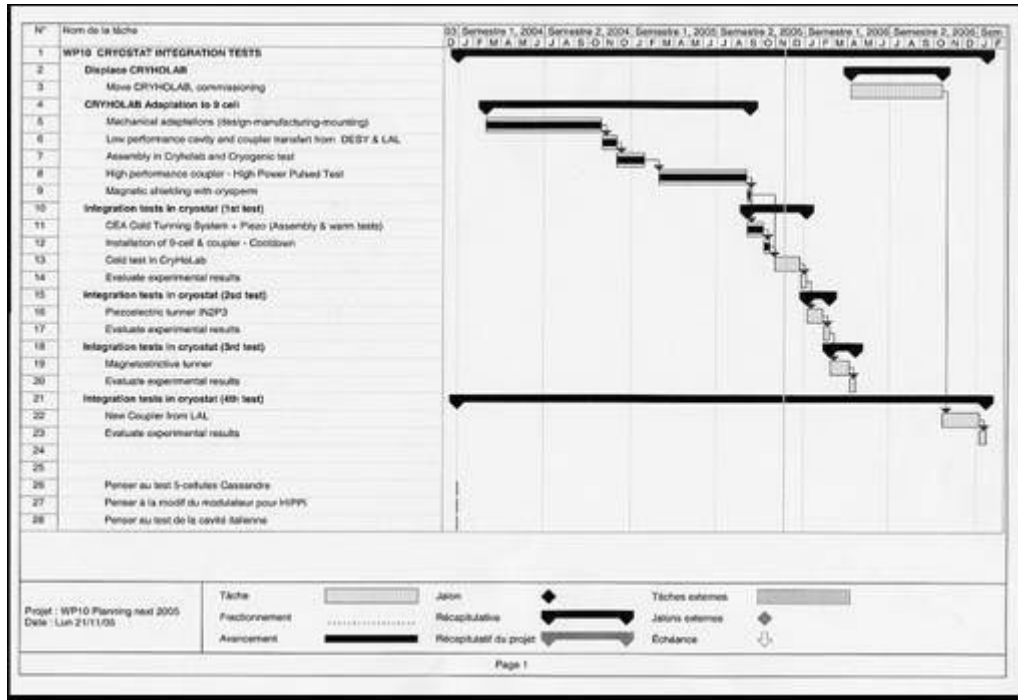 N° Nom de la tâche
03 Semestre 1, 2004 Semestre 2, 2004 Semestre 1, 2005 Semestre 2, 2005 Semestre 1, 2006 Semestre 2, 2006 Sem
D J F M A M J J A S O N D J F M A M J J A S O N D J F M A M J J A S O N D J F
1 WP10 CRYOSTAT INTEGRATION TESTS
2 Displace CRYHOLAB
3 Move CRYHOLAB, commissioning
4 CRYHOLAB Adaptation to 9 cell
5 Mechanical adaptations (design-manufacturing-mounting)
6 Low performance cavity and coupler transfert from DESY & LAL
7 Assembly in Cryholab and Cryogenic test
8 High performance coupler - High Power Pulsed Test
9 Magnetic shielding with cryoperm
10 Integration tests in cryostat (1st test)
11 CEA Cold Tunning System + Piezo (Assembly & warm tests)
12 Installation of 9-cell & coupler - Cooldown
13 Cold test in CryHoLab
14 Evaluate experimental results
15 Integration tests in cryostat (2sd test)
16 Piezoelectric tunner IN2P3
17 Evaluate experimental results
18 Integration tests in cryostat (3rd test)
19 Magnetostrictive tunner
20 Evaluate experimental results
21 Integration tests in cryostat (4th test)
22 New Coupler from LAL
23 Evaluate experimental results
24
25
26 Penser au test 5-cellules Cassandre
27 Penser à la modif du modulateur pour HIPPI
28 Penser au test de la cavité italienne
Projet : WP10 Planning next 2005
Date : Lun 21/11/05
Tâche
Fractionnement
Avancement
Jalon
Récapitulative
Récapitulatif du projet
Tâches externes
Jalons externes
Échéance
Page 1